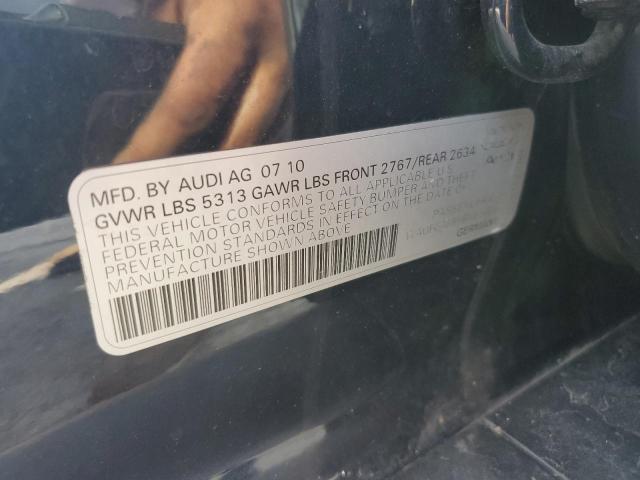 MFD. BY AUDI AG 07 10
GVWR LBS 5313 GAWR LBS FRONT 2767/REAR 2634
THIS VEHICLE CONFORMS TO ALL APPLICABLE U.S.
FEDERAL MOTOR VEHICLE SAFETY BUMPER AND THEFT
PREVENTION STANDARDS IN EFFECT ON THE DATE OF
MANUFACTURE SHOWN ABOVE
GERMANY